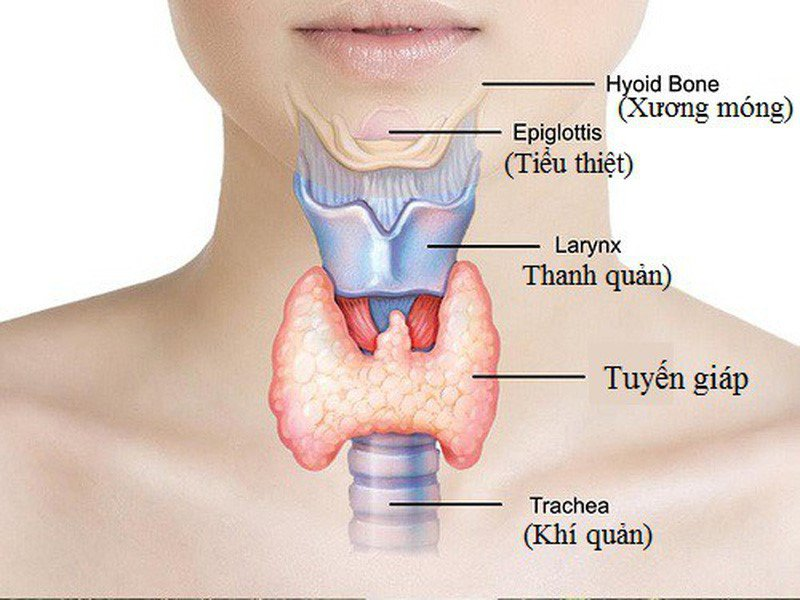 Hyoid Bone
(Xương móng)
Epiglottis
(Tiểu thiệt)
Larynx
Thanh quản)
Tuyến giáp
Trachea
(Khí quản)